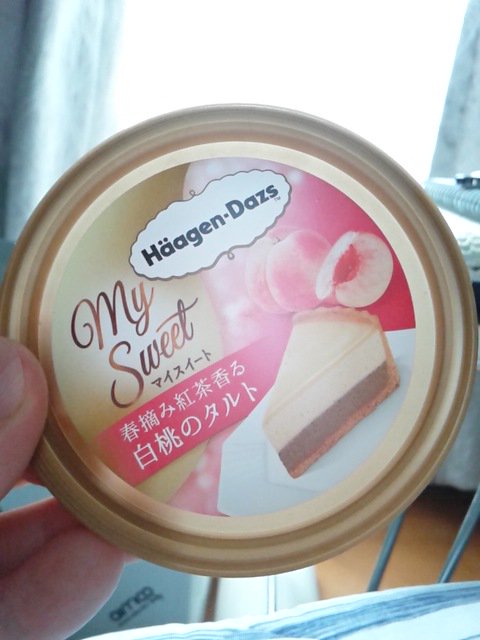 Häagen-Dazs
My
Sweet
マイスイート
春摘み紅茶香る
白桃のタルト